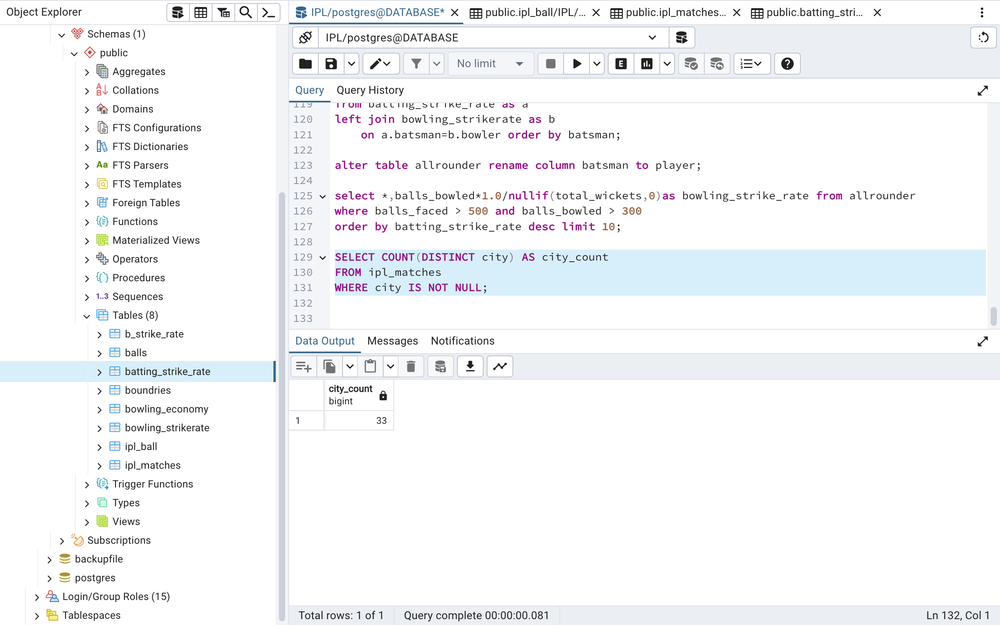 Object Explorer
Schemas (1)
public
Aggregates
Collations
Domains
FTS Configurations
FTS Dictionaries
Aa FTS Parsers
FTS Templates
Foreign Tables
Functions
Materialized Views
Operators
Procedures
1..3 Sequences
Tables (8)
b_strike_rate
balls
batting_strike_rate
boundries
bowling_economy
bowling_strikerate
ipl_ball
ipl_matches
Trigger Functions
Types
Views
Subscriptions
backupfile
postgres
Login/Group Roles (15)
Tablespaces
IPL/postgres@DATABASE* public.ipl_ball/IPL/... public.ipl_matches... public.batting_stri...
IPL/postgres@DATABASE
No limit E
Query Query History
119 from batting_strike_rate as a
120 left join bowling_strikerate as b
121 on a.batsman=b.bowler order by batsman;
122
123 alter table allrounder rename column batsman to player;
124
125 select *,balls_bowled*1.0/nullif(total_wickets,0)as bowling_strike_rate from allrounder
126 where balls_faced > 500 and balls_bowled > 300
127 order by batting_strike_rate desc limit 10;
128
129 SELECT COUNT(DISTINCT city) AS city_count
130 FROM ipl_matches
131 WHERE city IS NOT NULL;
132
133
Data Output Messages Notifications
city_count
bigint
1 33
Total rows: 1 of 1 Query complete 00:00:00.081 Ln 132, Col 1